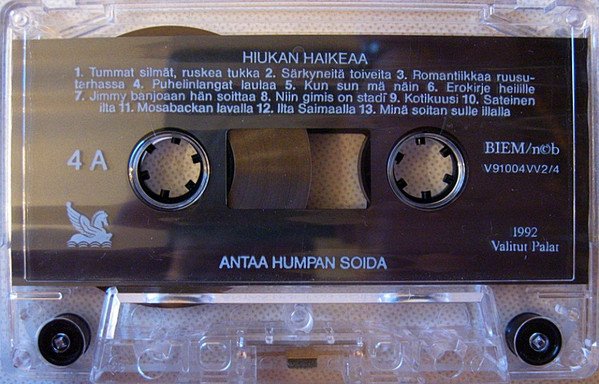 HIUKAN HAIKEAA
1. Tummat silmät, ruskea tukka 2. Särkyneitä toiveita 3. Romantiikkaa ruusu-
tarhassa 4. Puhelinlangat laulaa 5. Kun sun mä näin 6. Erokirje heiille
7. Jimmy banjoaan hän soittaa 8. Niin gimis on stadi 9. Kotikuusi 10. Sateinen
ilta 11. Mosabackan lavalla 12. Ilta Saimaalla 13. Minä soitan sulle illalla
4 A
BIEM/n©b
V91004VV2/4
1992
Valitut Palat
ANTAA HUMPAN SOIDA